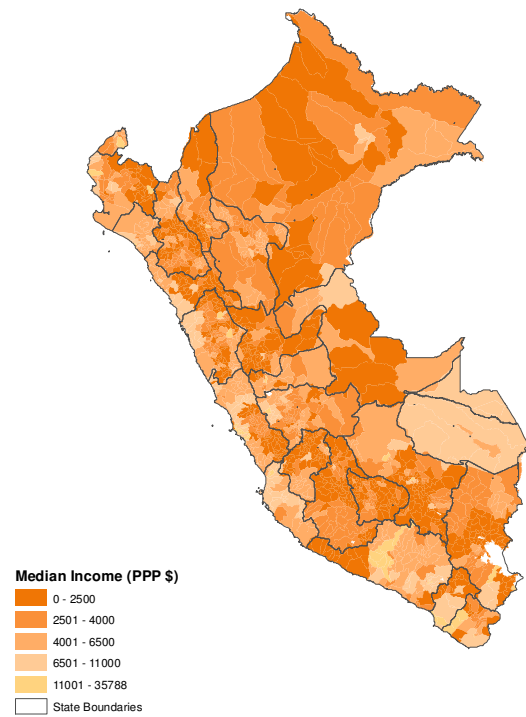 Median Income (PPP $)
0 - 2500
2501 - 4000
4001 - 6500
6501 - 11000
11001 - 35788
State Boundaries